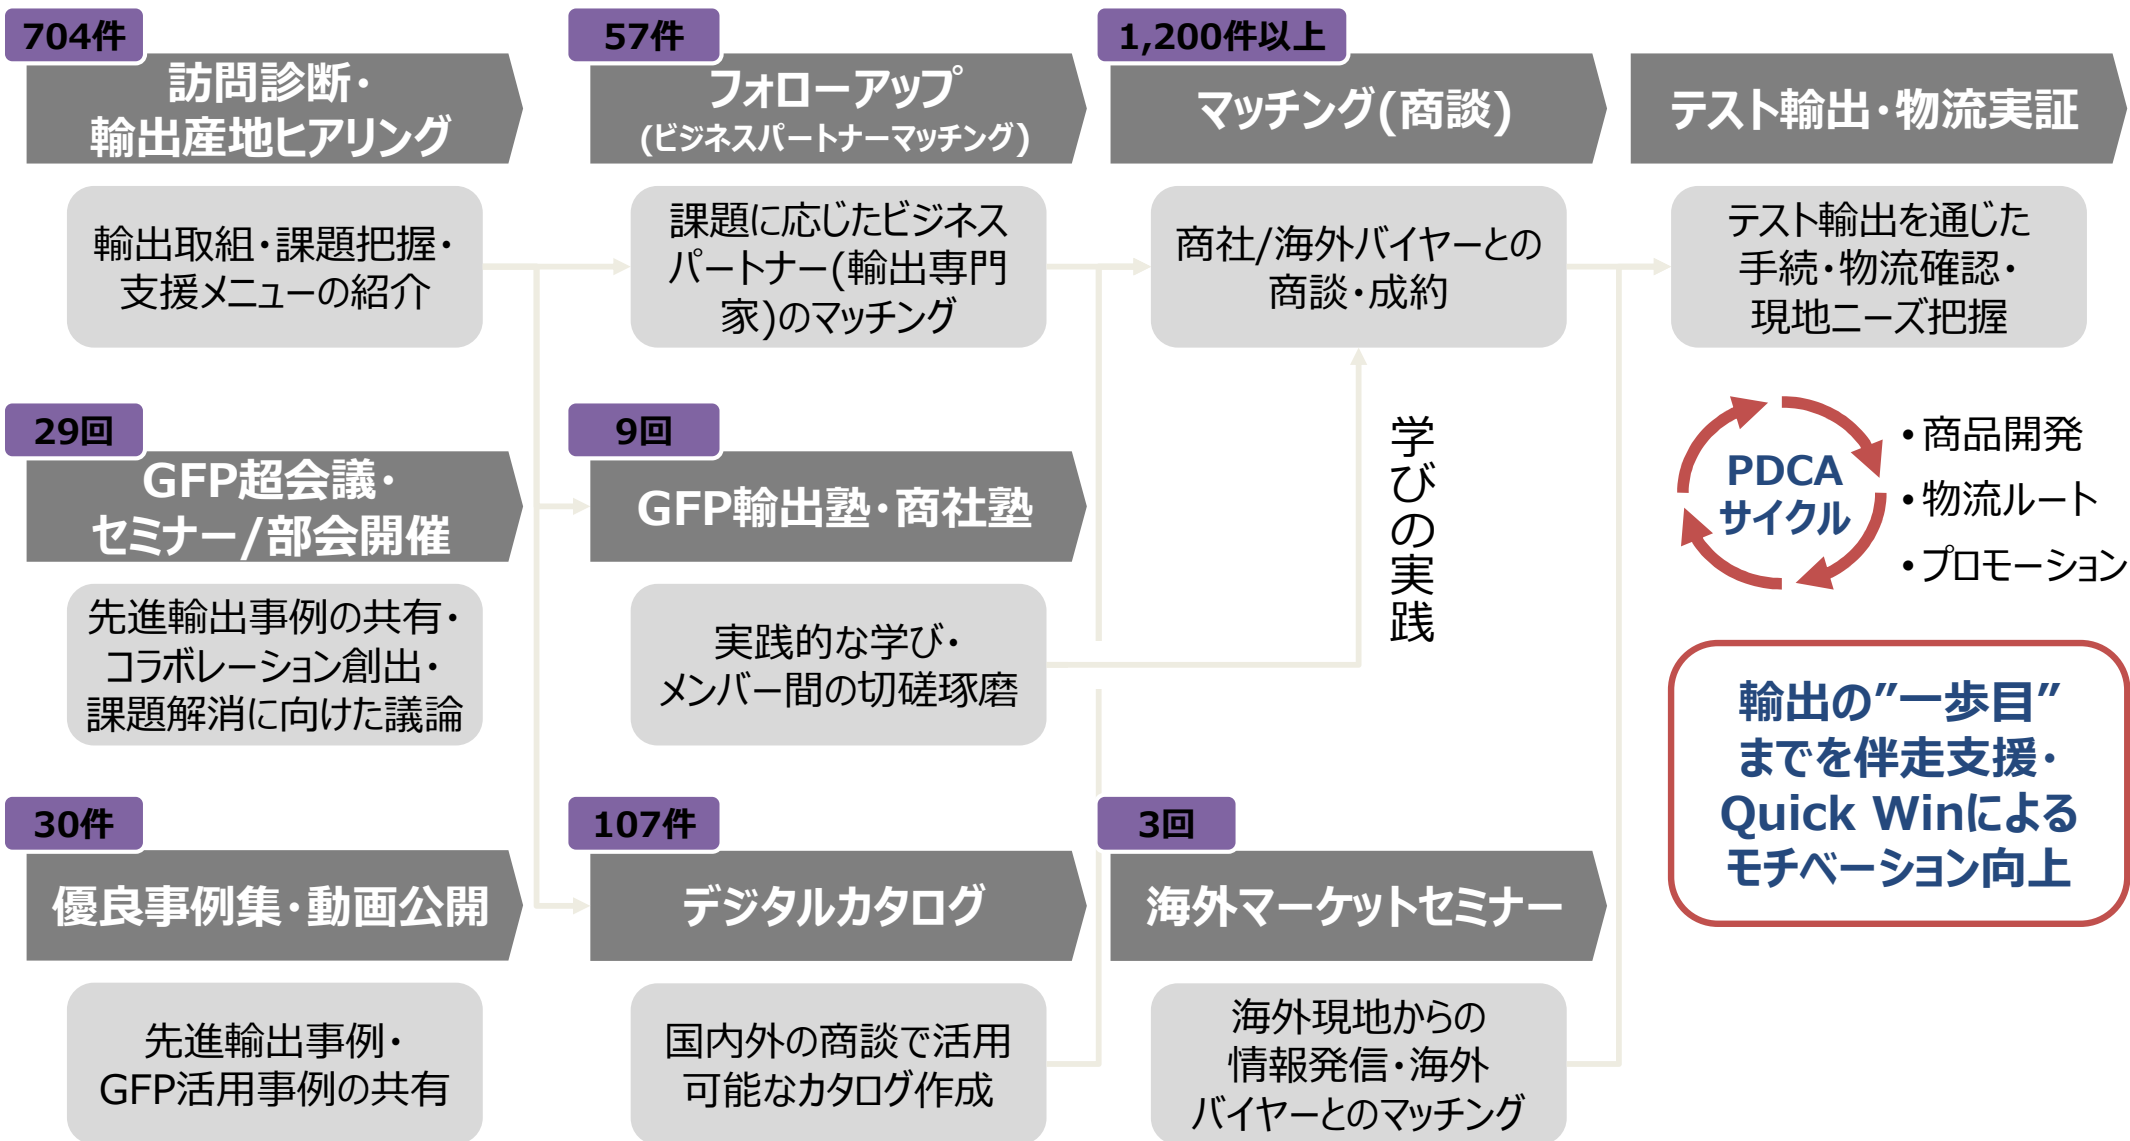 704件
訪問診断・
輸出産地ヒアリング
輸出取組・課題把握・
支援メニューの紹介
57件
フォローアップ
(ビジネスパートナーマッチング)
課題に応じたビジネス
パートナー(輸出専門
家)のマッチング
1,200件以上
マッチング(商談)
商社/海外バイヤーとの
商談・成約
テスト輸出・物流実証
テスト輸出を通じた
手続・物流確認・
現地ニーズ把握
29回
GFP超会議・
セミナー/部会開催
先進輸出事例の共有・
コラボレーション創出・
課題解消に向けた議論
9回
GFP輸出塾・商社塾
実践的な学び・
メンバー間の切磋琢磨
学びの実践
PDCA
サイクル
•商品開発
•物流ルート
•プロモーション
輸出の”一歩目”
までを伴走支援・
Quick Winによる
モチベーション向上
30件
優良事例集・動画公開
先進輸出事例・
GFP活用事例の共有
107件
デジタルカタログ
国内外の商談で活用
可能なカタログ作成
3回
海外マーケットセミナー
海外現地からの
情報発信・海外
バイヤーとのマッチング